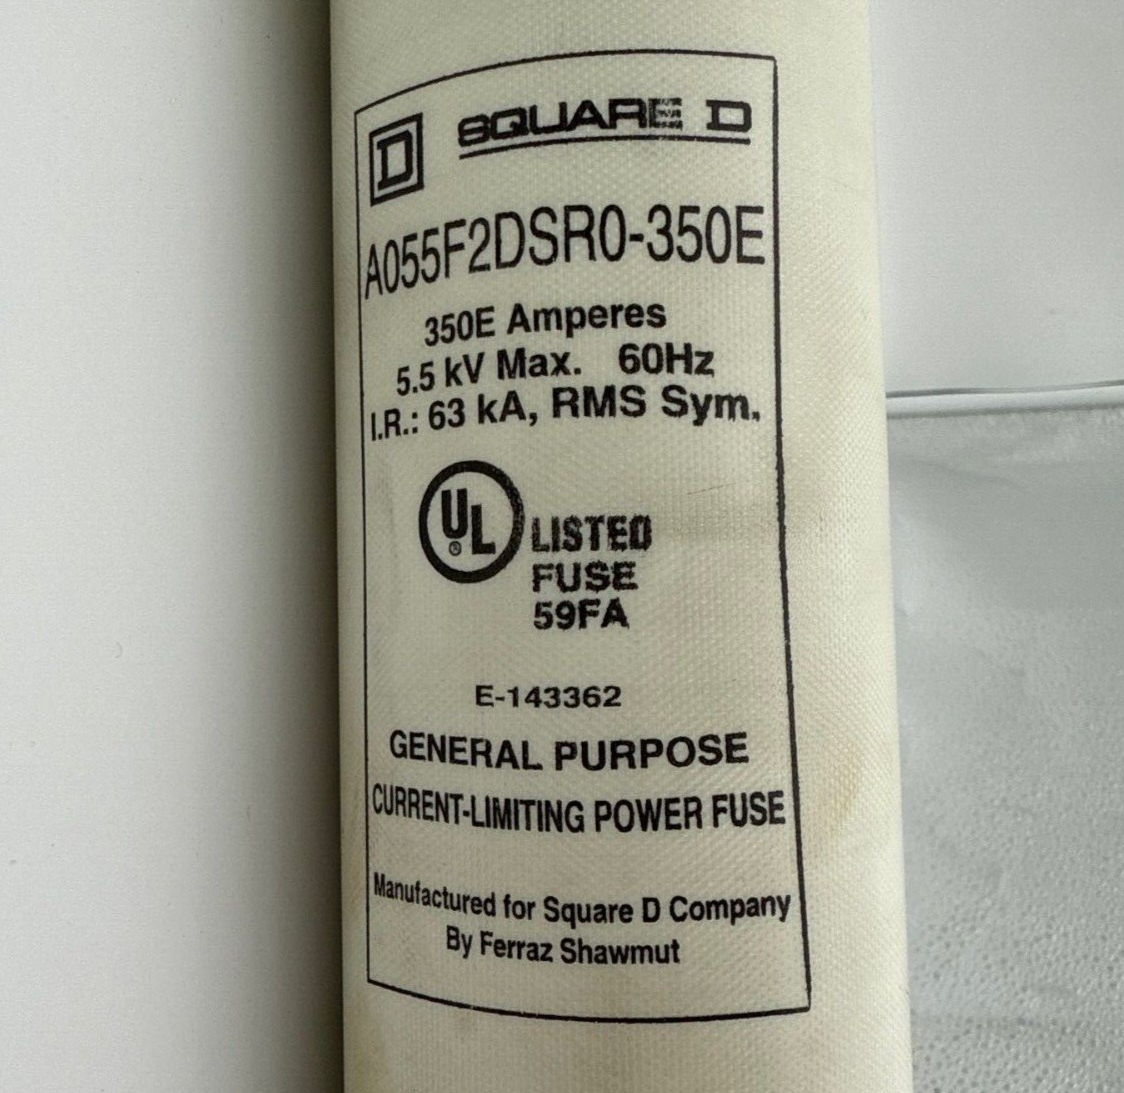 D SQUARE D
A055F2DSR0-350E
350E Amperes
5.5 kV Max. 60Hz
I.R.: 63 kA, RMS Sym.
UL® LISTED
FUSE
59FA
E-143362
GENERAL PURPOSE
CURRENT-LIMITING POWER FUSE
Manufactured for Square D Company
By Ferraz Shawmut